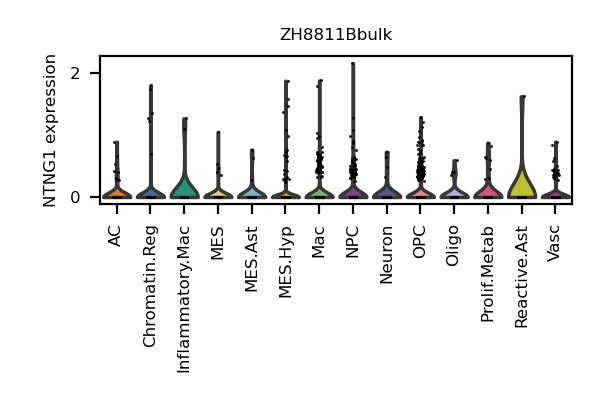 ZH8811Bbulk
NTNG1 expression
2
0
AC
Chromatin.Reg
Inflammatory.Mac
MES
MES.Ast
MES.Hyp
Mac
NPC
Neuron
OPC
Oligo
Prolif.Metab
Reactive.Ast
Vasc